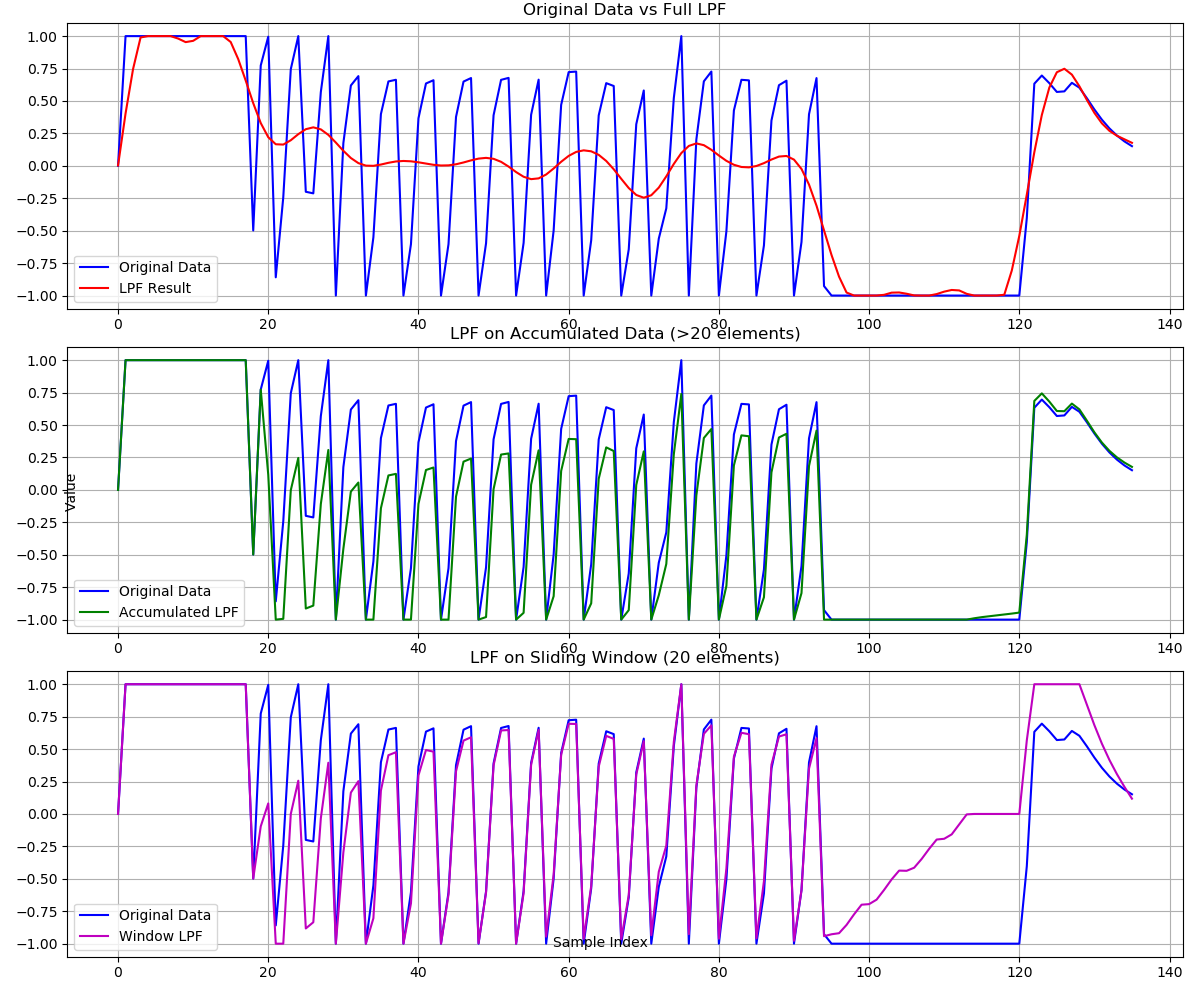 Original Data vs Full LPF
1.00
0.75
0.50
0.25
0.00
−0.25
−0.50
−0.75
−1.00
Original Data
LPF Result
0 20 40 60 80 100 120 140
LPF on Accumulated Data (>20 elements)
1.00
0.75
0.50
0.25
0.00
−0.25
−0.50
−0.75
−1.00
Value
Original Data
Accumulated LPF
0 20 40 60 80 100 120 140
LPF on Sliding Window (20 elements)
1.00
0.75
0.50
0.25
0.00
−0.25
−0.50
−0.75
−1.00
Original Data
Window LPF
Sample Index
0 20 40 60 80 100 120 140